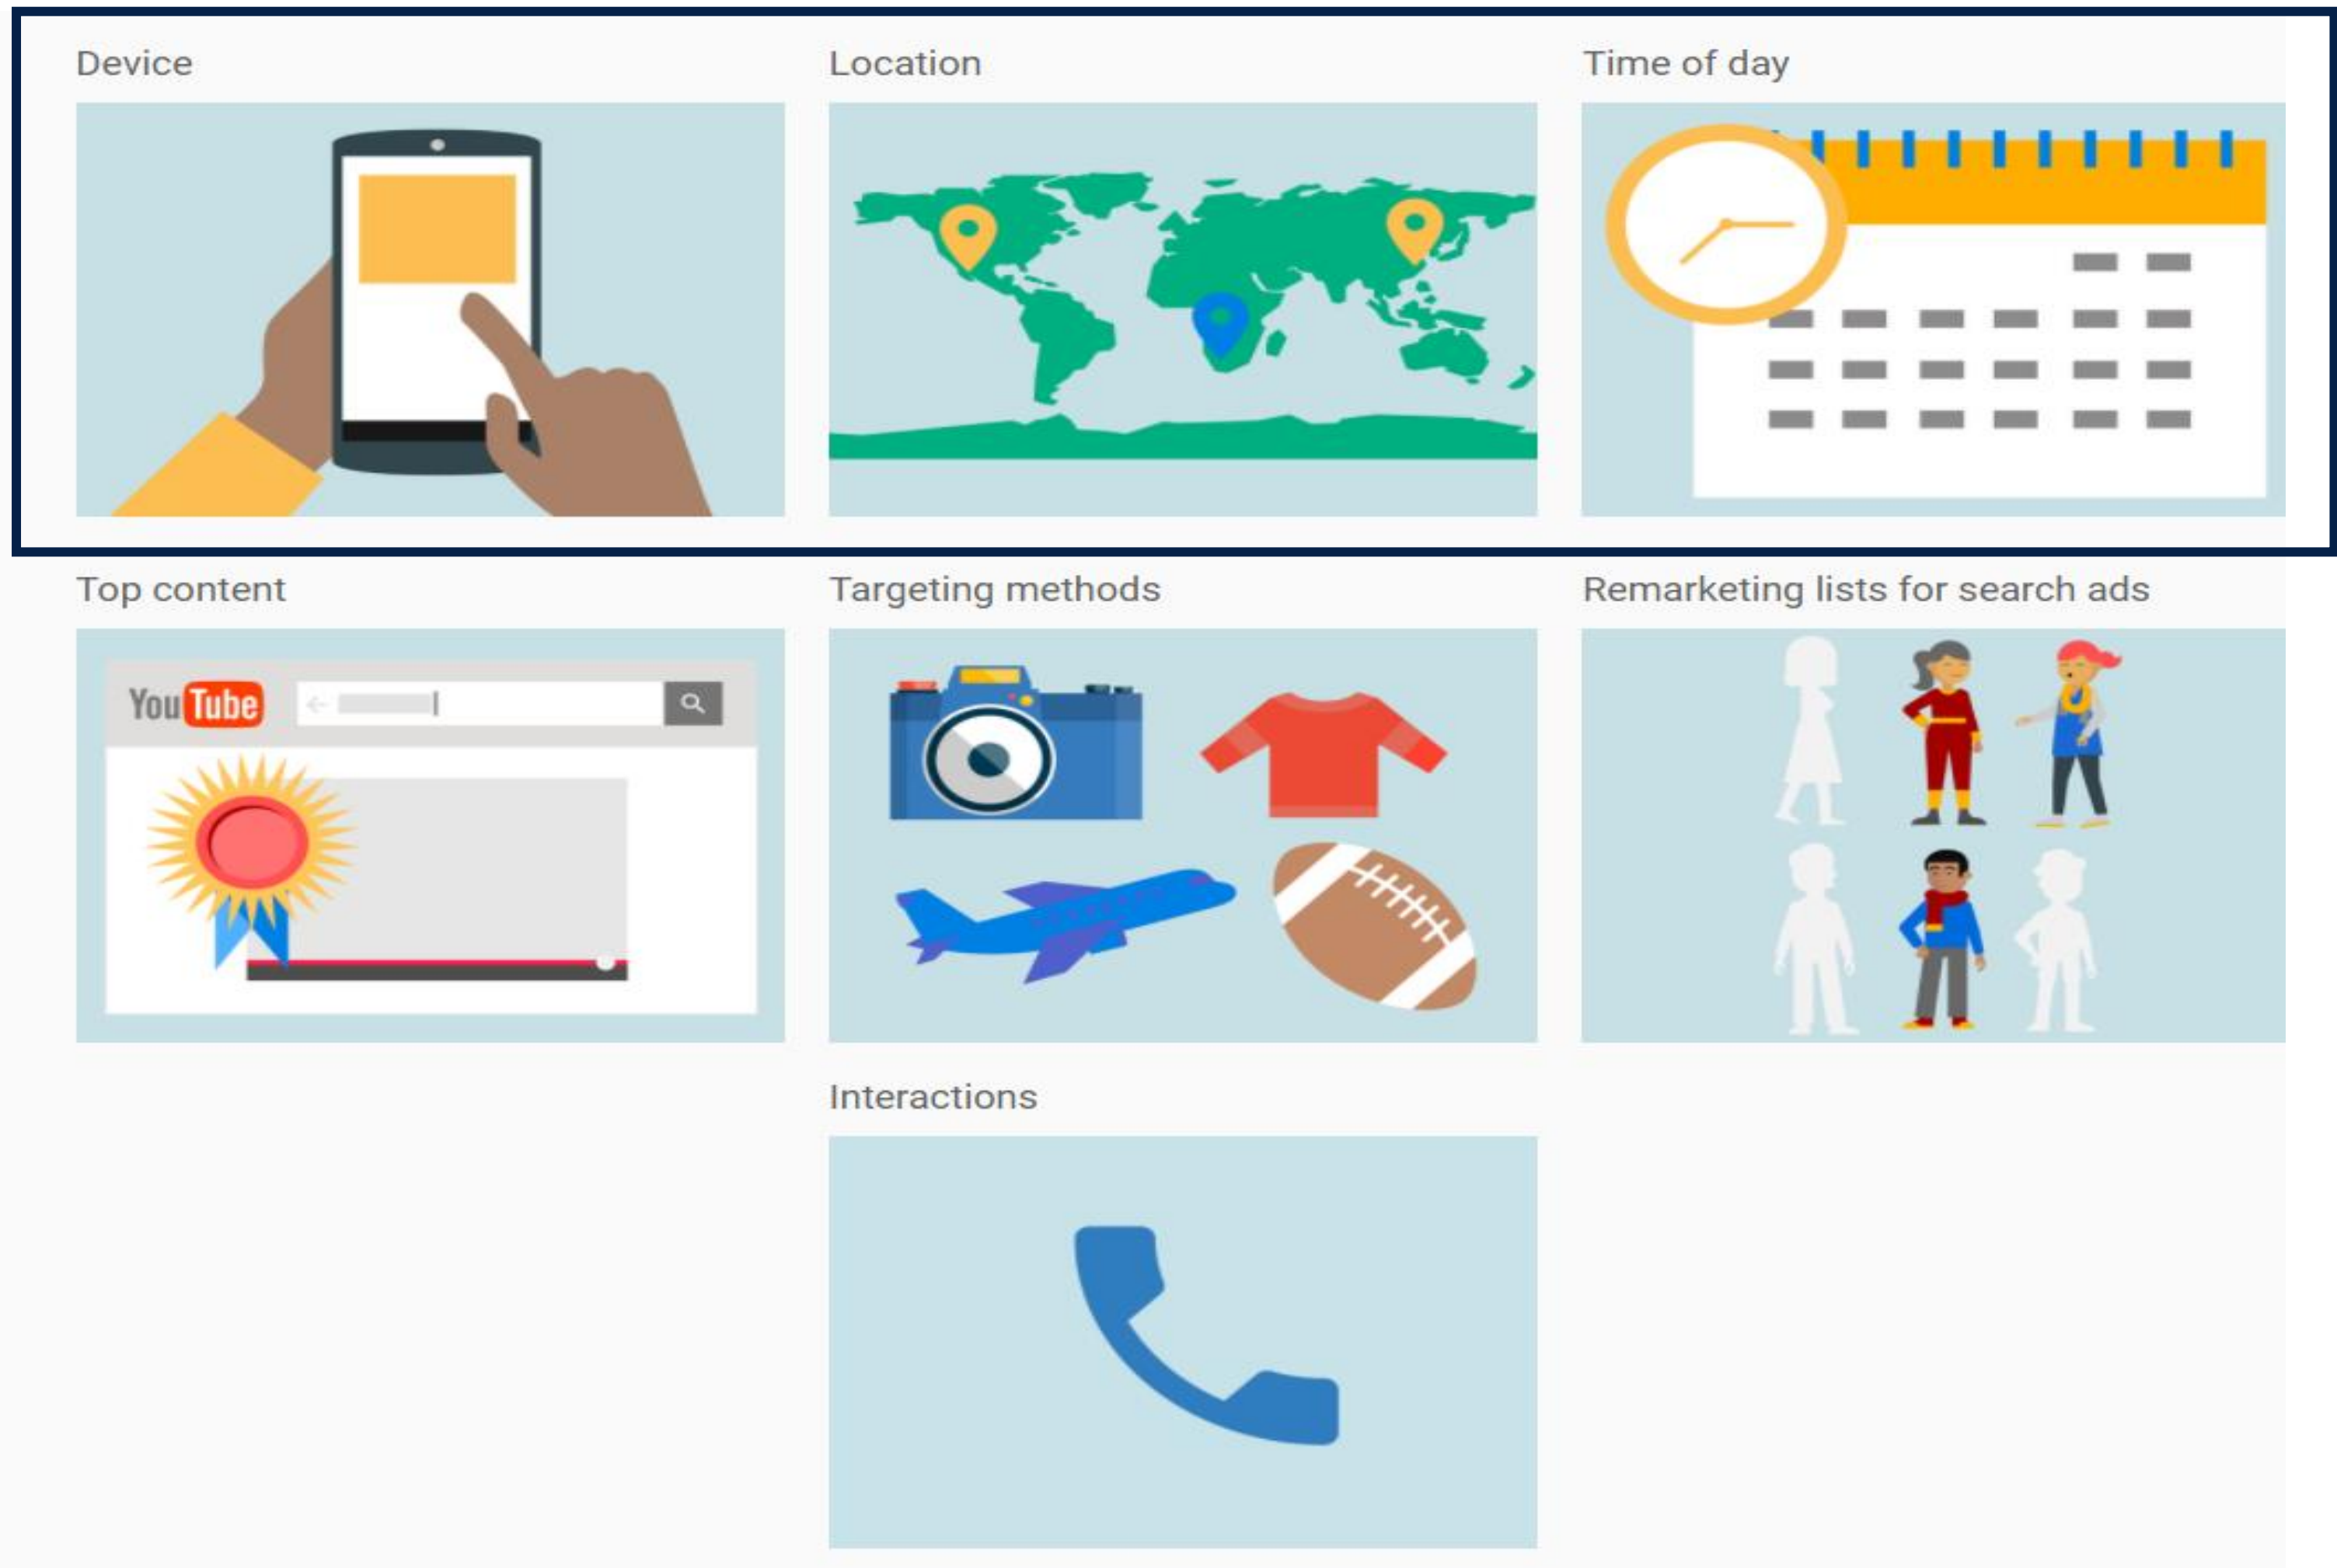 Device
Location
Time of day
Top content
Targeting methods
Remarketing lists for search ads
YouTube
Interactions